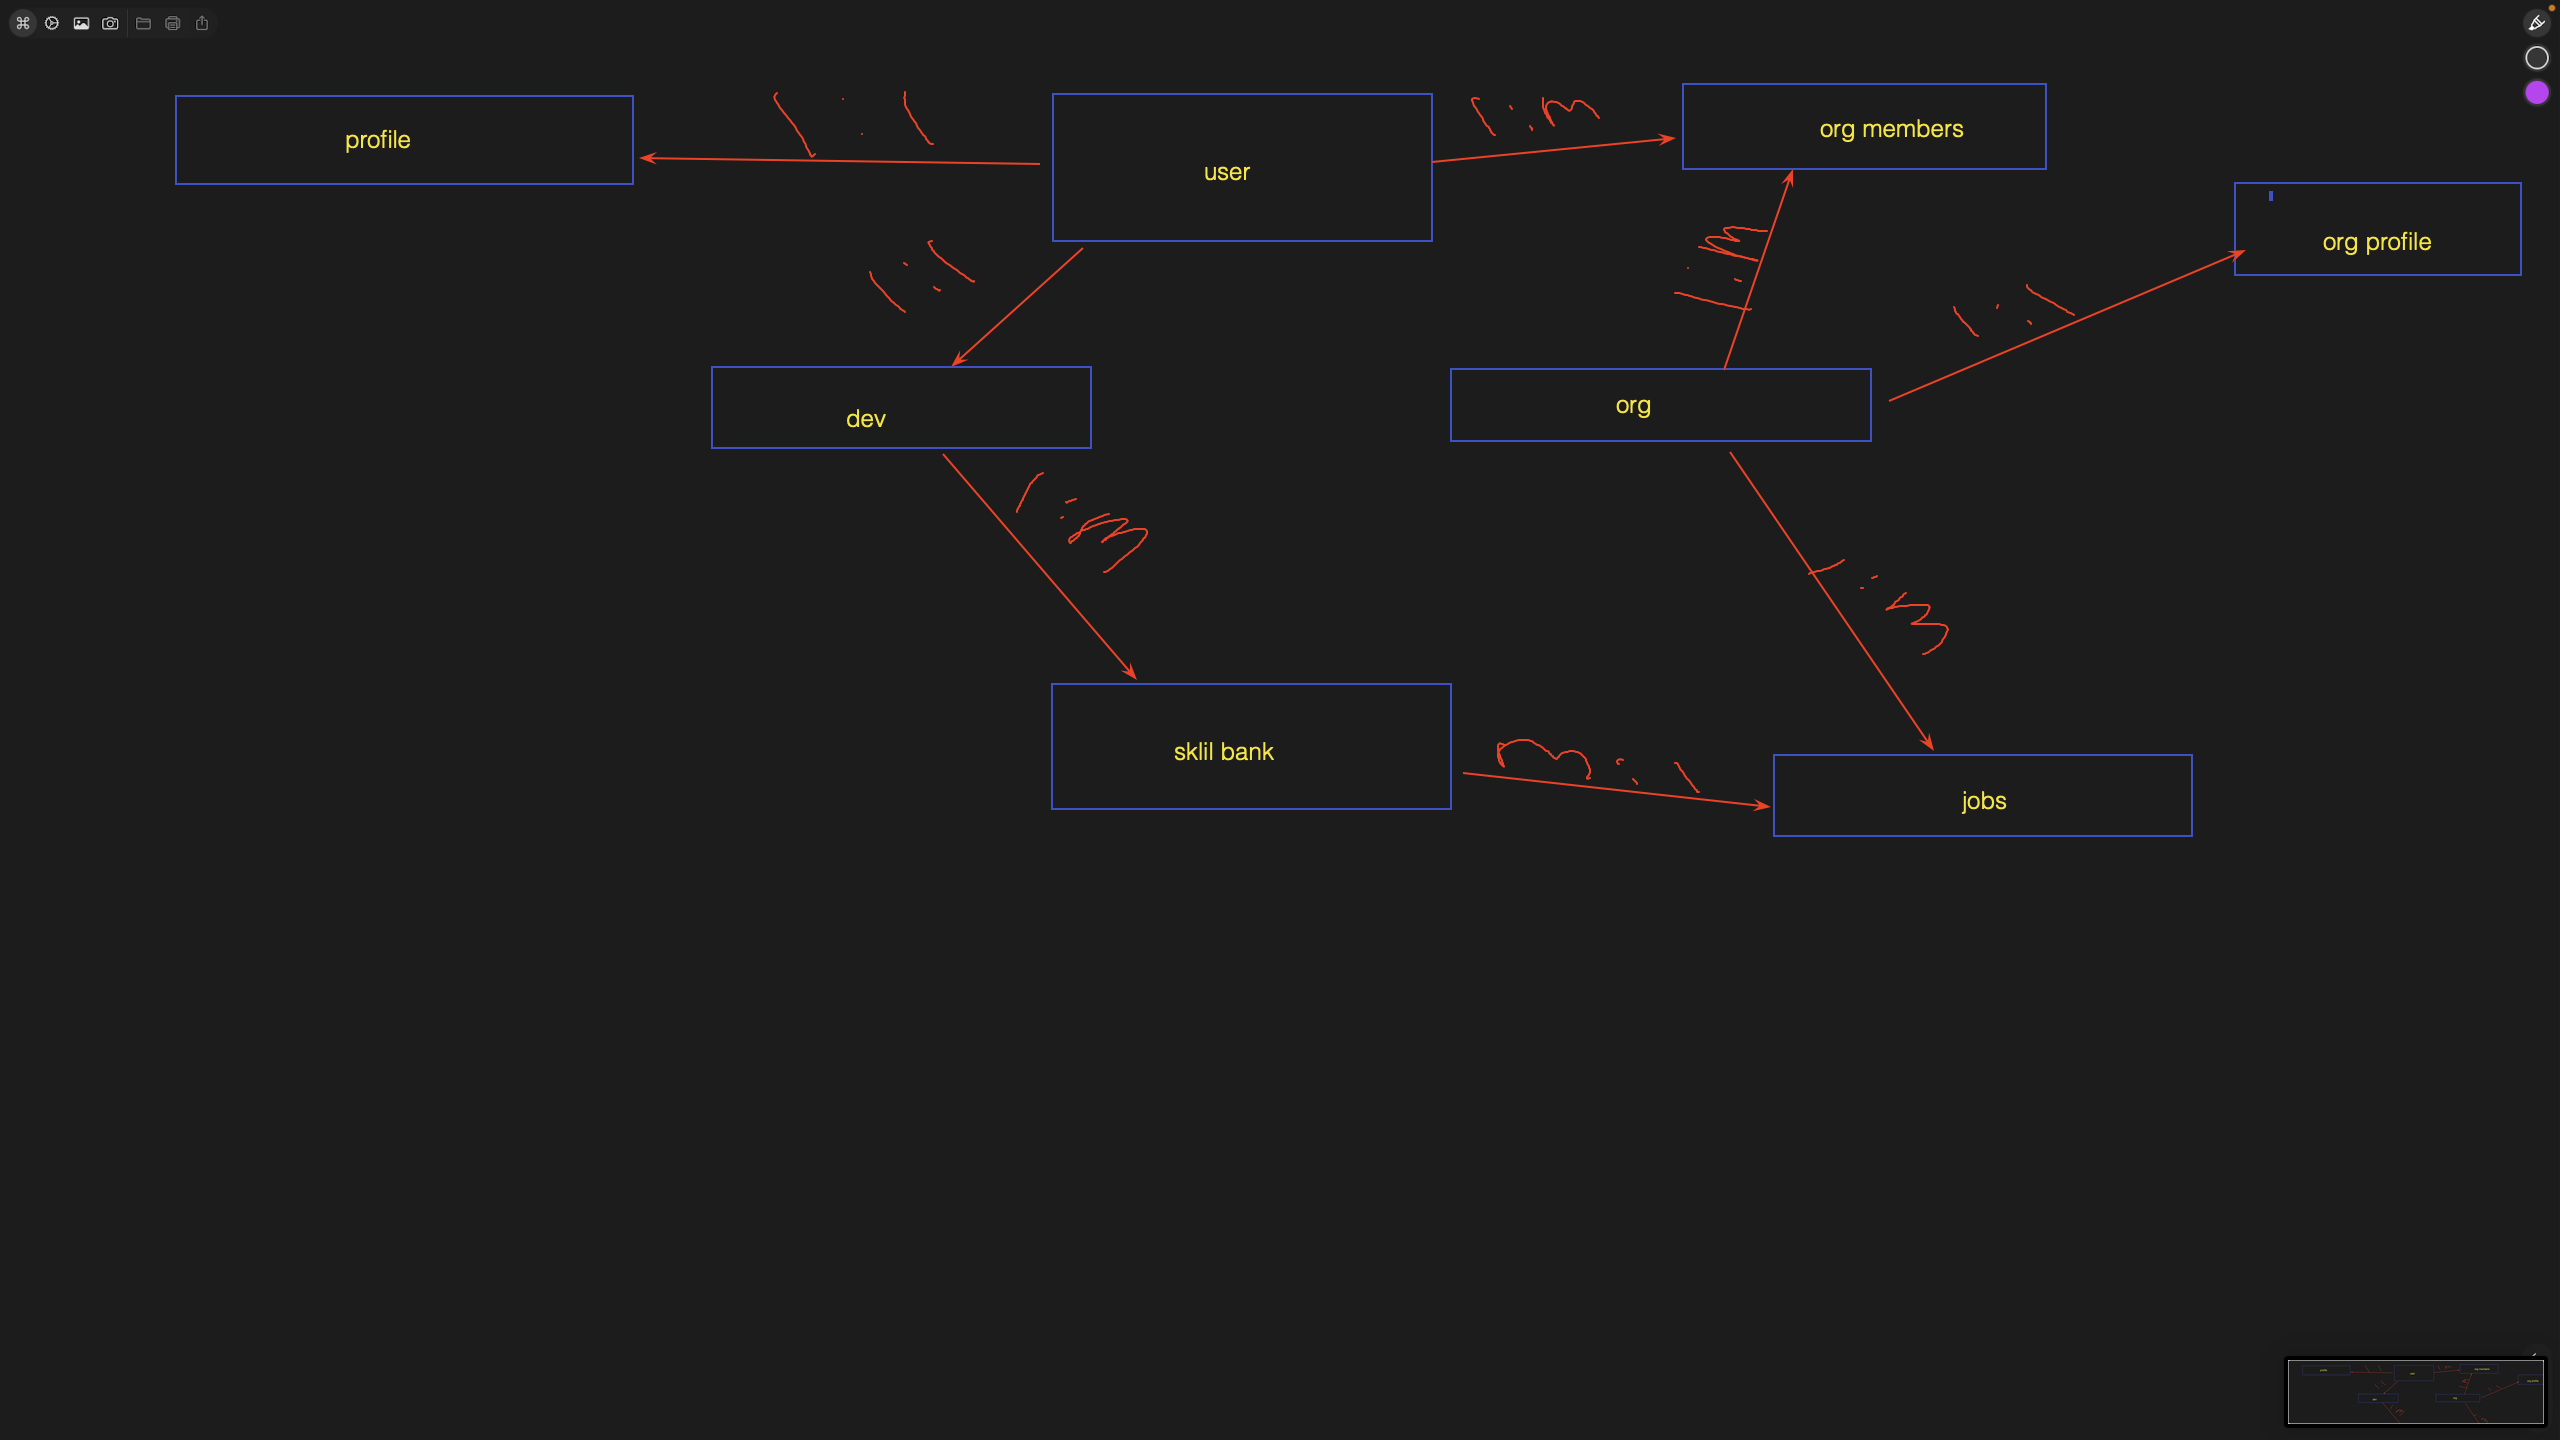 profile
1:1
user
1:m
org members
org profile
1:1
1:m
1:1
dev
org
1:m
1:m
sklil bank
m:1
jobs